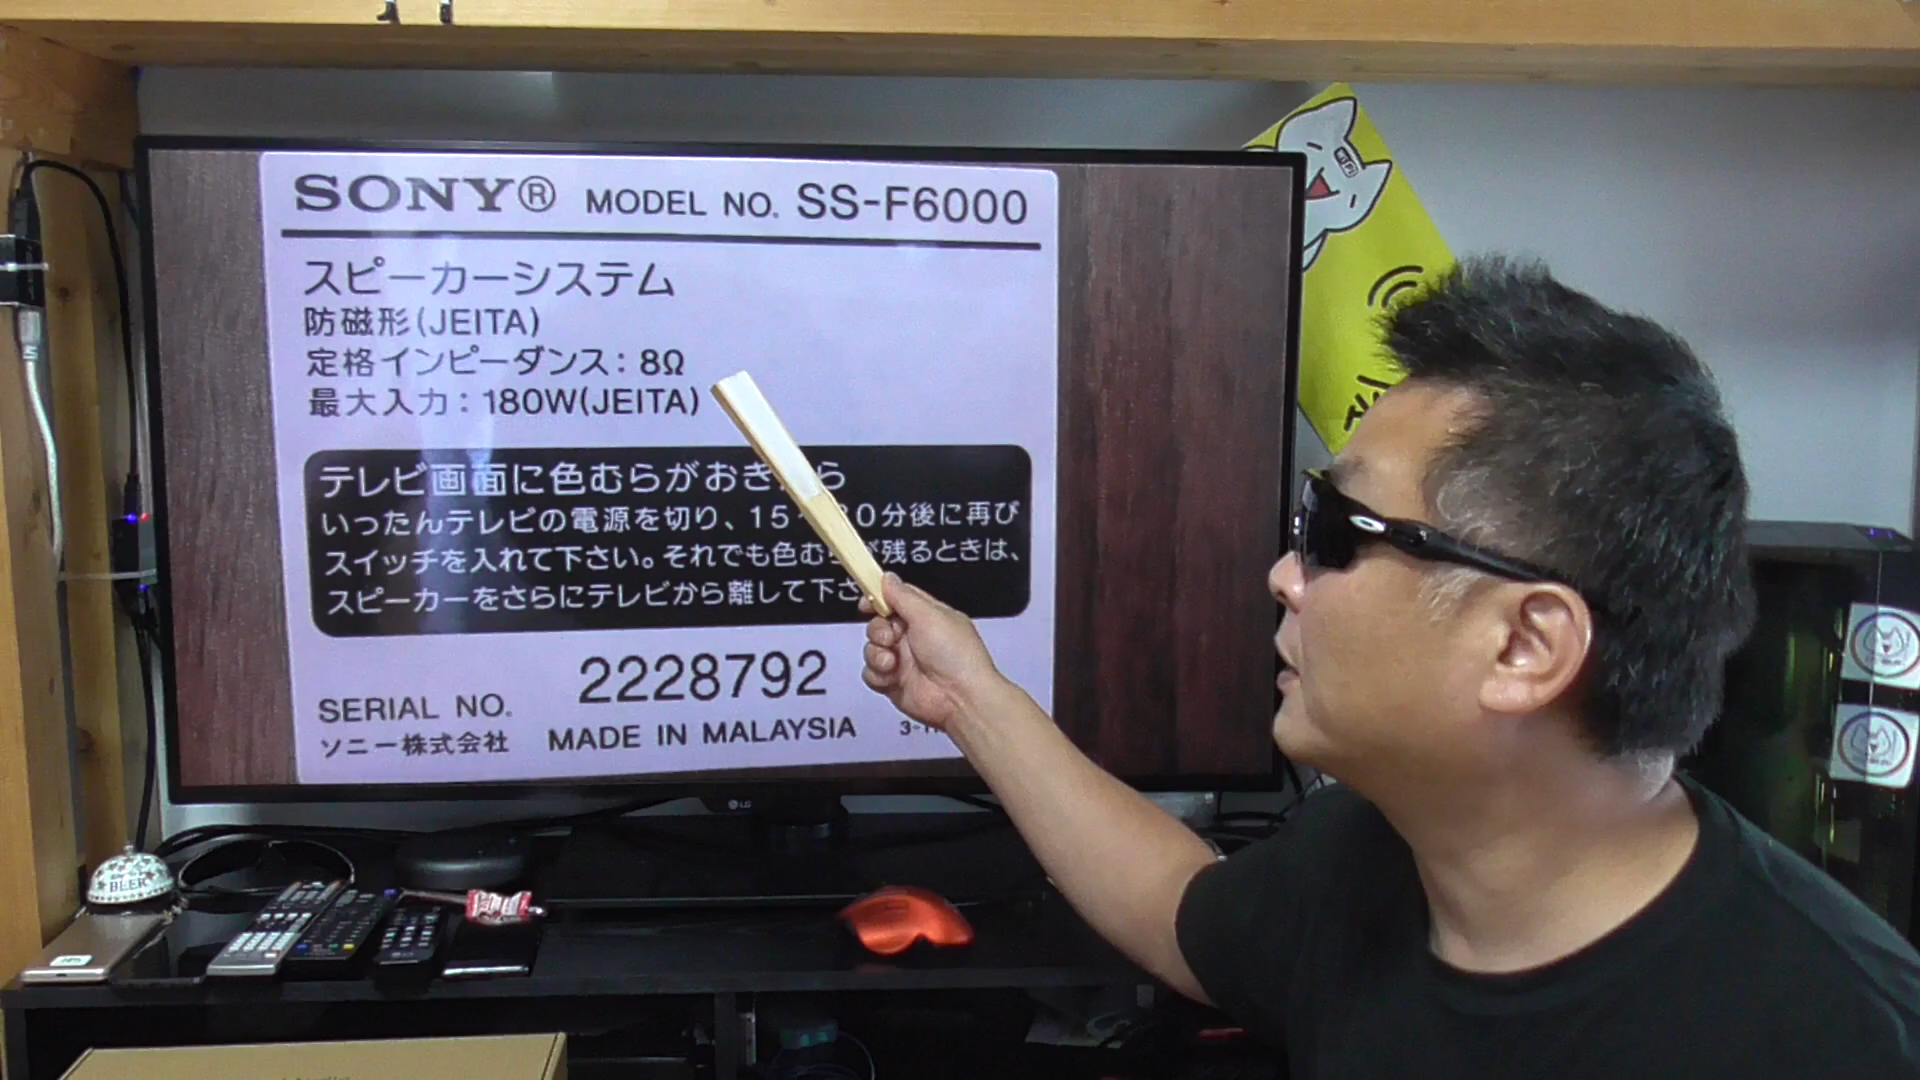 SONY® MODEL NO. SS-F6000
スピーカーシステム
防磁形(JEITA)
定格インピーダンス:8Ω
最大入力:180W(JEITA)
テレビ画面に色むらがおき ら
いったんテレビの電源を切り、15 0分後に再び
スイッチを入れて下さい。それでも色む が残るときは、
スピーカーをさらにテレビから離して下さ
2228792
SERIAL NO.
ソニー株式会社 MADE IN MALAYSIA
LG
BEER
LG